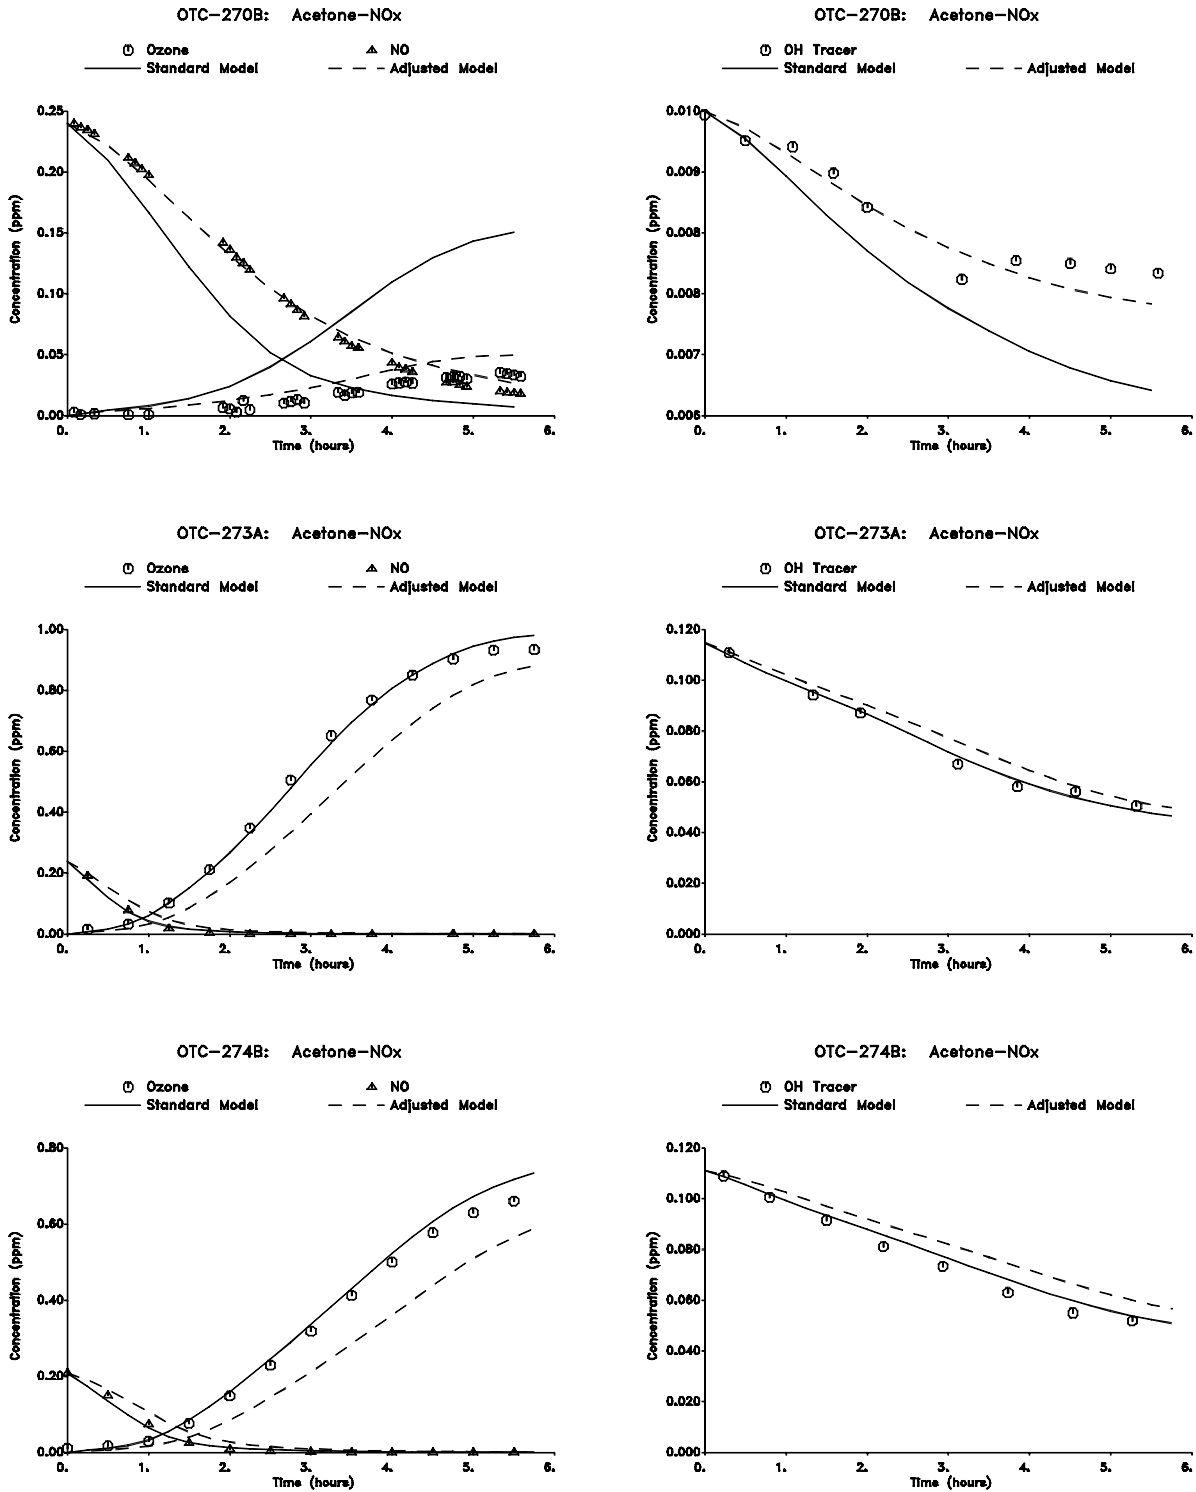 OTC-270B: Acetone-NOx
Ozone NO
Standard Model Adjusted Model
0.25
0.20
0.15
0.10
0.05
0.00
Concentration (ppm)
0. 1. 2. 3. 4. 5. 6.
Time (hours)
OTC-270B: Acetone-NOx
OH Tracer
Standard Model Adjusted Model
0.010
0.009
0.008
0.008
0.007
0.006
Concentration (ppm)
0. 1. 2. 3. 4. 5. 6.
Time (hours)
OTC-273A: Acetone-NOx
Ozone NO
Standard Model Adjusted Model
1.00
0.80
0.60
0.40
0.20
0.00
Concentration (ppm)
0. 1. 2. 3. 4. 5. 6.
Time (hours)
OTC-273A: Acetone-NOx
OH Tracer
Standard Model Adjusted Model
0.120
0.100
0.080
0.060
0.040
0.020
0.000
Concentration (ppm)
0. 1. 2. 3. 4. 5. 6.
Time (hours)
OTC-274B: Acetone-NOx
Ozone NO
Standard Model Adjusted Model
0.80
0.60
0.40
0.20
0.00
Concentration (ppm)
0. 1. 2. 3. 4. 5. 6.
Time (hours)
OTC-274B: Acetone-NOx
OH Tracer
Standard Model Adjusted Model
0.120
0.100
0.080
0.060
0.040
0.020
0.000
Concentration (ppm)
0. 1. 2. 3. 4. 5. 6.
Time (hours)